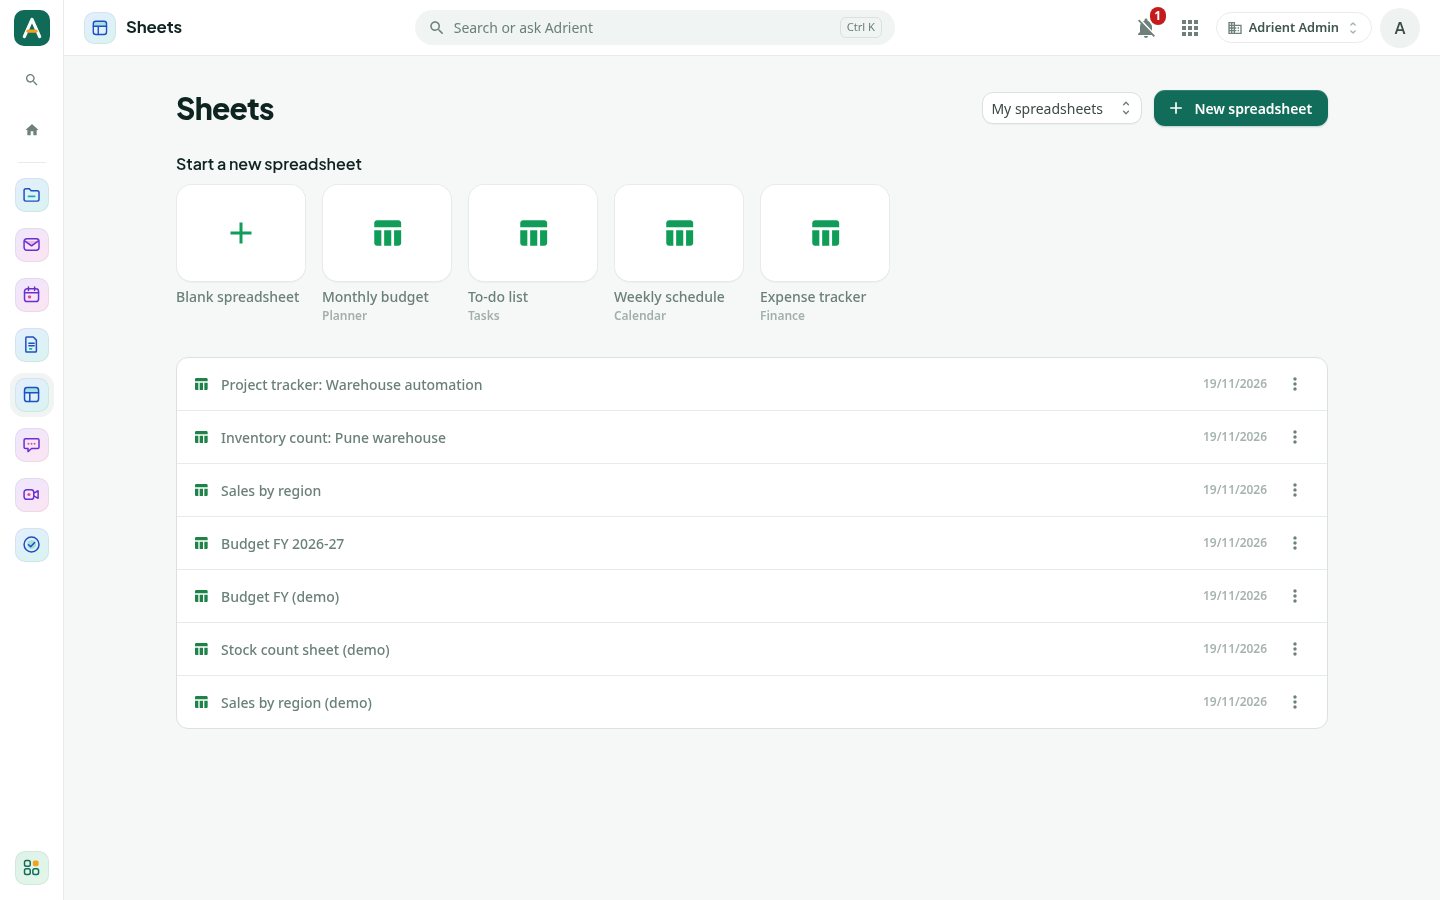 Sheets
Search or ask Adrient
Ctrl K
1
Adrient Admin
A
Sheets
My spreadsheets
New spreadsheet
Start a new spreadsheet
Blank spreadsheet
Monthly budget
Planner
To-do list
Tasks
Weekly schedule
Calendar
Expense tracker
Finance
Project tracker: Warehouse automation 19/11/2026
Inventory count: Pune warehouse 19/11/2026
Sales by region 19/11/2026
Budget FY 2026-27 19/11/2026
Budget FY (demo) 19/11/2026
Stock count sheet (demo) 19/11/2026
Sales by region (demo) 19/11/2026